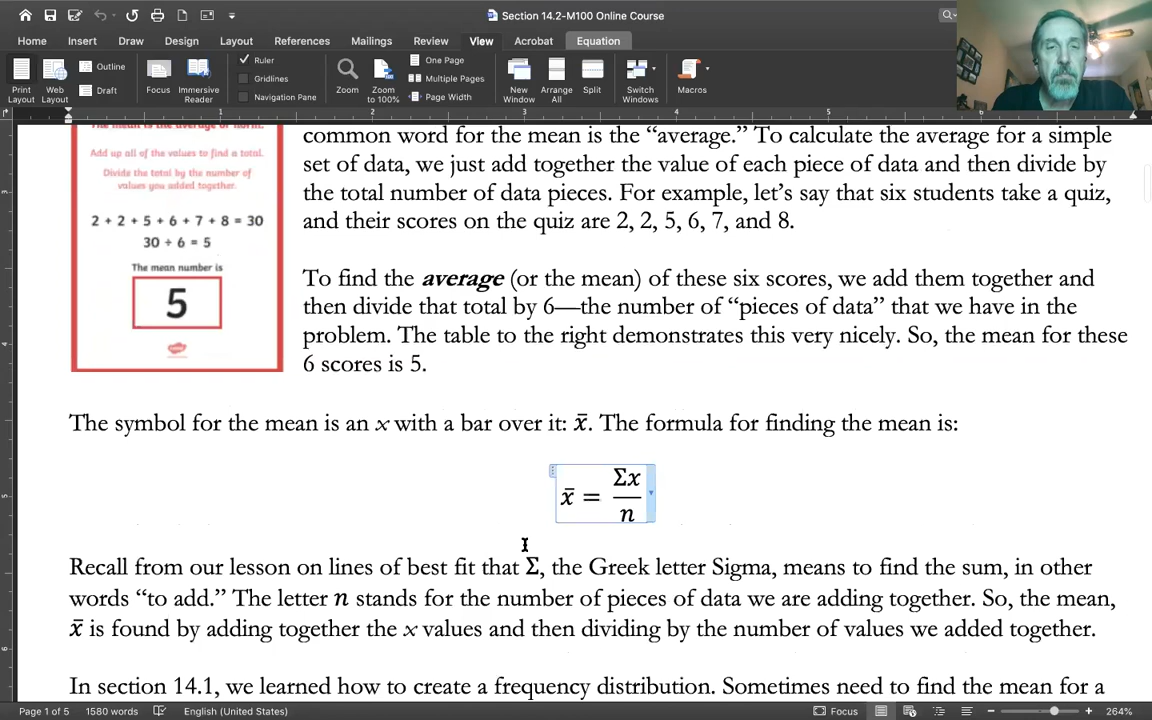 Section 14.2-M100 Online Course
Home Insert Draw Design Layout References Mailings Review View Acrobat Equation
Print Layout
Web Layout
Outline
Draft
Focus
Immersive Reader
Ruler
Gridlines
Navigation Pane
Zoom
Zoom to 100%
One Page
Multiple Pages
Page Width
New Window
Arrange All
Split
Switch Windows
Macros
1 2 3 4 5 6
The mean is the average or norm.
Add up all of the values to find a total.
Divide the total by the number of
values you added together.
2 + 2 + 5 + 6 + 7 + 8 = 30
30 ÷ 6 = 5
The mean number is
5
common word for the mean is the “average.” To calculate the average for a simple
set of data, we just add together the value of each piece of data and then divide by
the total number of data pieces. For example, let’s say that six students take a quiz,
and their scores on the quiz are 2, 2, 5, 6, 7, and 8.
To find the average (or the mean) of these six scores, we add them together and
then divide that total by 6—the number of “pieces of data” that we have in the
problem. The table to the right demonstrates this very nicely. So, the mean for these
6 scores is 5.
The symbol for the mean is an x with a bar over it: x̄. The formula for finding the mean is:
x̄ = Σx/n
Recall from our lesson on lines of best fit that Σ, the Greek letter Sigma, means to find the sum, in other
words “to add.” The letter n stands for the number of pieces of data we are adding together. So, the mean,
x̄ is found by adding together the x values and then dividing by the number of values we added together.
In section 14.1, we learned how to create a frequency distribution. Sometimes need to find the mean for a
Page 1 of 5 1580 words English (United States) Focus 264%